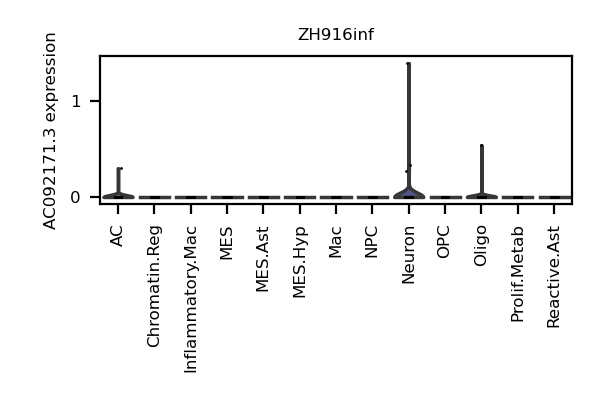 ZH916inf
AC092171.3 expression
1
0
AC
Chromatin.Reg
Inflammatory.Mac
MES
MES.Ast
MES.Hyp
Mac
NPC
Neuron
OPC
Oligo
Prolif.Metab
Reactive.Ast